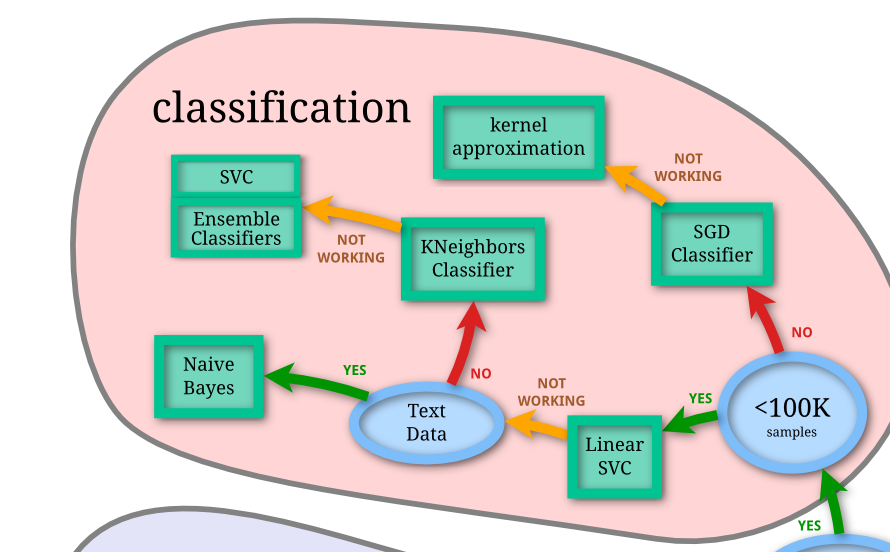 classification
kernel
approximation
NOT
WORKING
SVC
Ensemble
Classifiers
NOT
WORKING
KNeighbors
Classifier
SGD
Classifier
NO
Naive
Bayes
YES
NO
Text
Data
NOT
WORKING
YES
<100K
samples
Linear
SVC
YES